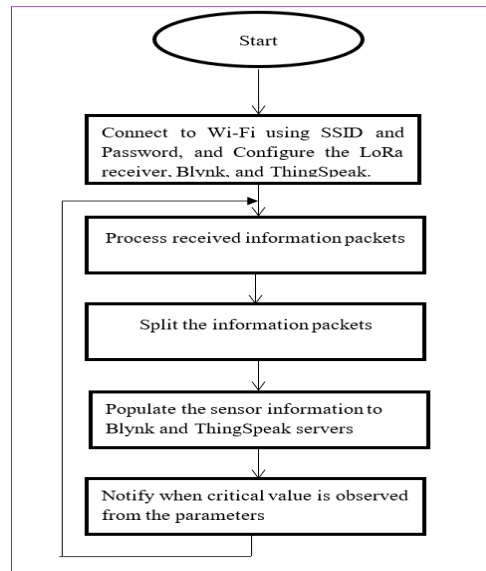 Start
Connect to Wi-Fi using SSID and
Password, and Configure the LoRa
receiver, Blynk, and ThingSpeak.
Process received information packets
Split the information packets
Populate the sensor information to
Blynk and ThingSpeak servers
Notify when critical value is observed
from the parameters